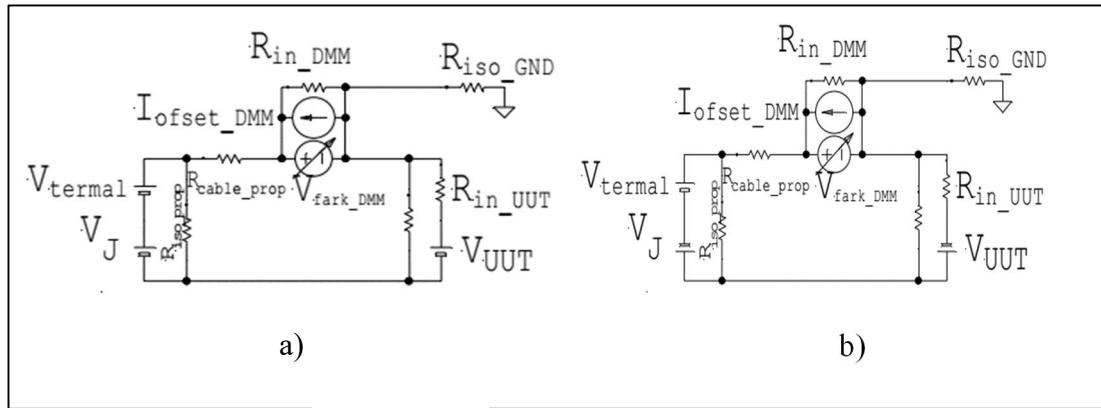 R_in_DMM
R_iso_GND
I_ofset_DMM
V_termal
R_cable_prop
V_fark_DMM
R_in_UUT
V_J
R_iso_prop
V_UUT
a)
R_in_DMM
R_iso_GND
I_ofset_DMM
V_termal
R_cable_prop
V_fark_DMM
R_in_UUT
V_J
R_iso_prop
V_UUT
b)